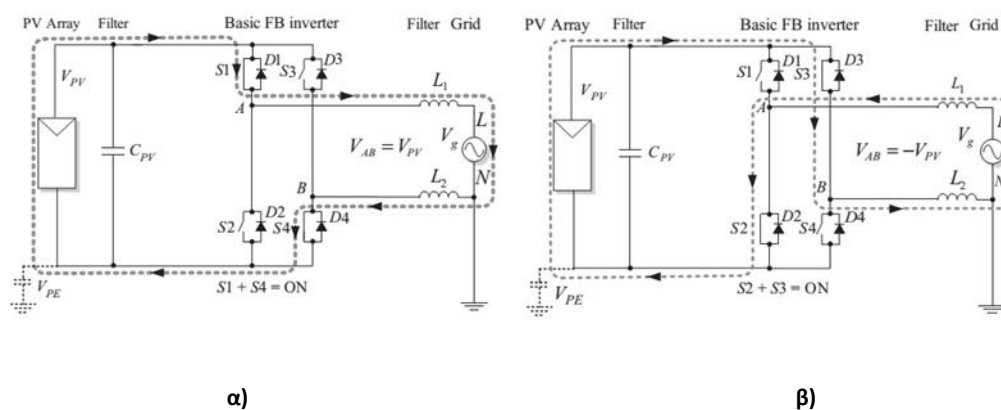 PV Array Filter Basic FB inverter Filter Grid
V_PV
S1 D1 S3 D3
A
L_1
L
C_PV
V_AB = V_PV
V_g
N
B
L_2
S2 D2 S4 D4
V_PE
S1 + S4 = ON
PV Array Filter Basic FB inverter Filter Grid
V_PV
S1 D1 S3 D3
A
L_1
C_PV
V_AB = −V_PV
V_g
B
L_2
S2 D2 S4 D4
V_PE
S2 + S3 = ON
α) β)